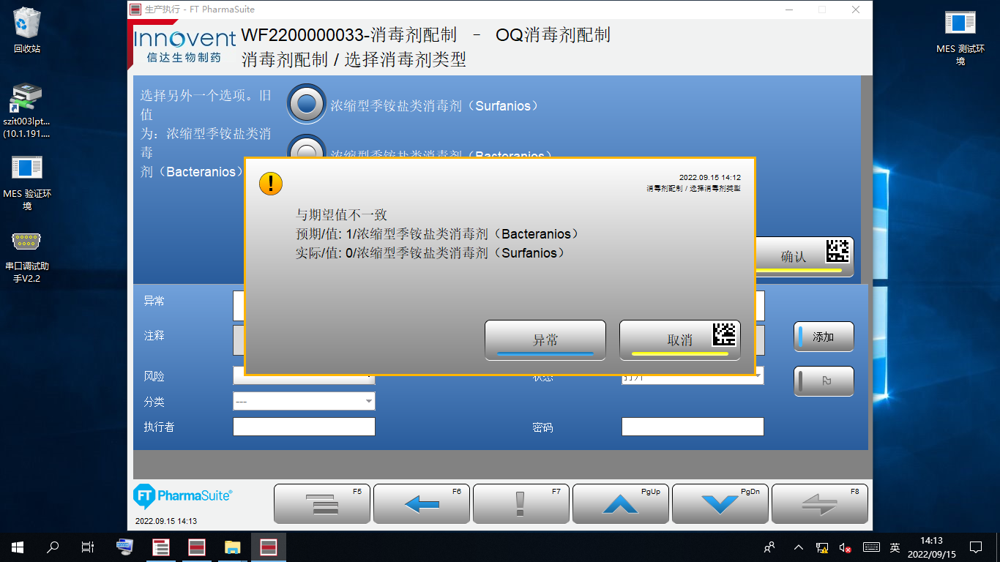 回收站
szit003lpt...
(10.1.191....
MES 验证环
境
串口调试助
手V2.2
MES 测试环
境
生产执行 - FT PharmaSuite
Innovent
信达生物制药
WF2200000033-消毒剂配制 - OQ消毒剂配制
消毒剂配制 / 选择消毒剂类型
选择另外一个选项。旧
值
为：浓缩型季铵盐类消
毒
剂（Bacteranios）
浓缩型季铵盐类消毒剂（Surfanios）
浓缩型季铵盐类消毒剂（Bacteranios）
2022.09.15 14:12
消毒剂配制 / 选择消毒剂类型
与期望值不一致
预期/值: 1/浓缩型季铵盐类消毒剂（Bacteranios）
实际/值: 0/浓缩型季铵盐类消毒剂（Surfanios）
异常
取消
确认
异常
注释
添加
风险
状态
打开
分类
---
执行者
密码
FT PharmaSuite®
2022.09.15 14:13
F5
F6
F7
PgUp
PgDn
F8
英
14:13
2022/09/15